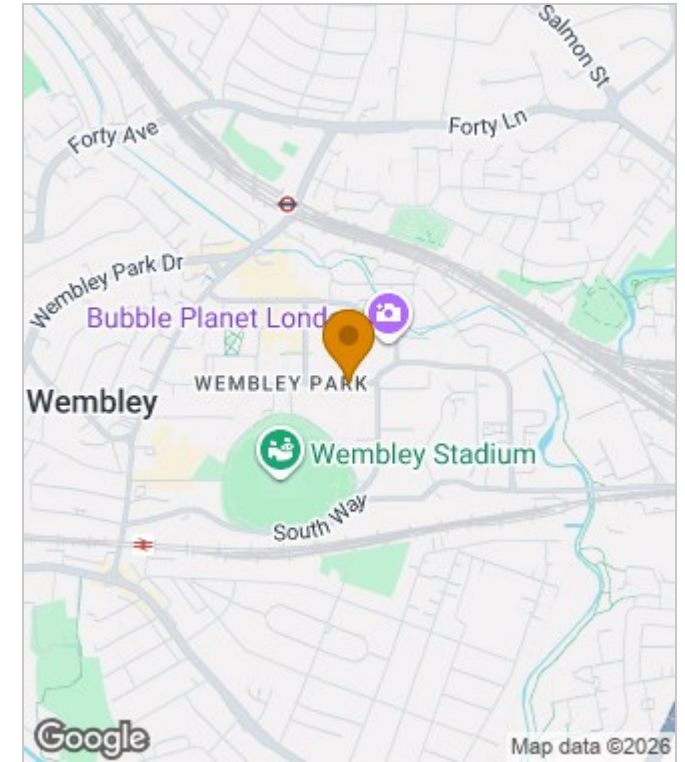 Salmon St
Forty Ave
Forty Ln
Wembley Park Dr
Bubble Planet Lond
WEMBLEY PARK
Wembley
Wembley Stadium
South Way
Google
Map data ©2026